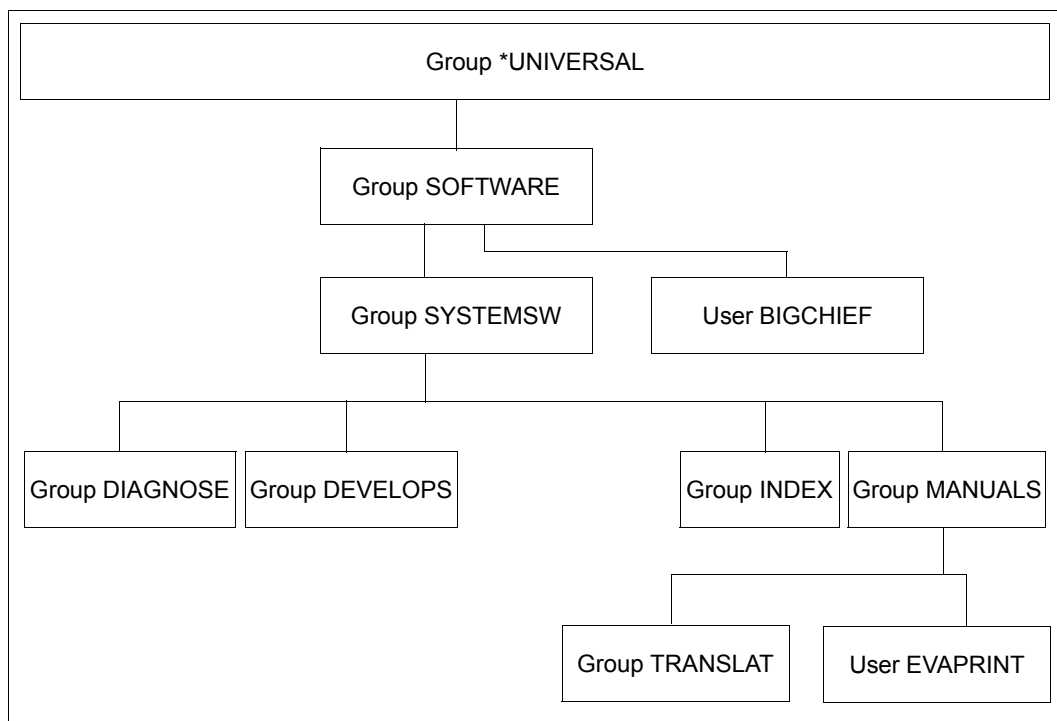 Group *UNIVERSAL
Group SOFTWARE
Group SYSTEMSW
User BIGCHIEF
Group DIAGNOSE
Group DEVELOPS
Group INDEX
Group MANUALS
Group TRANSLAT
User EVAPRINT